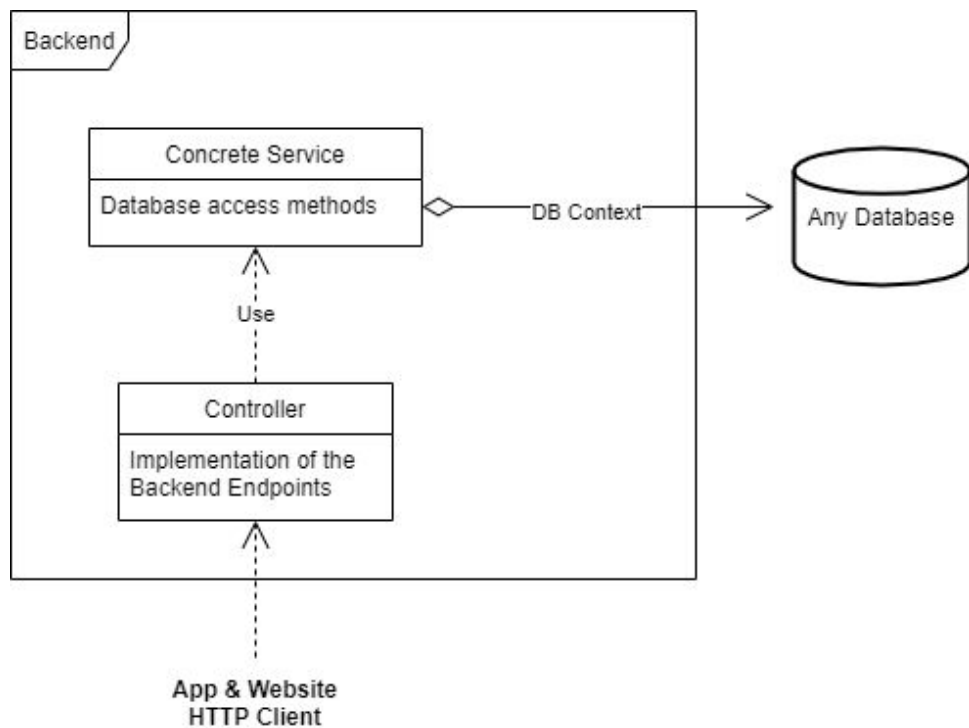 Backend
Concrete Service
Database access methods
DB Context
Any Database
Use
Controller
Implementation of the
Backend Endpoints
App & Website
HTTP Client